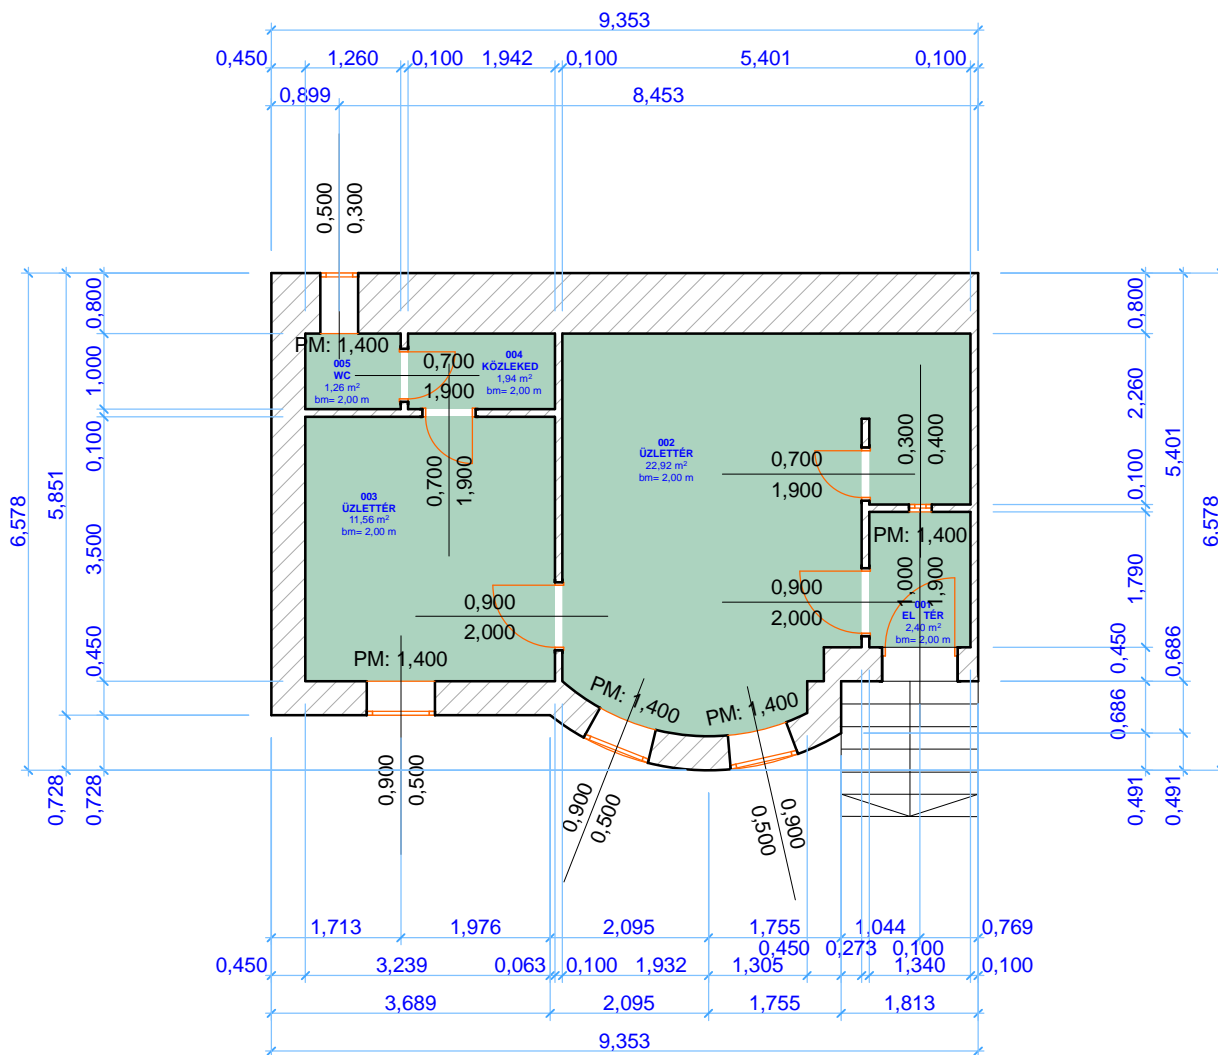 9,353
0,450 1,260 0,100 1,942 0,100 5,401 0,100
0,899 8,453
0,500
0,300
PM: 1,400
005
WC
1,26 m²
bm= 2,00 m
0,700
1,900
004
KÖZLEKED
1,94 m²
bm= 2,00 m
0,700
1,900
003
ÜZLETTÉR
11,56 m²
bm= 2,00 m
002
ÜZLETTÉR
22,92 m²
bm= 2,00 m
0,700
1,900
0,300
0,400
PM: 1,400
1,000
1,900
001
EL TÉR
2,40 m²
bm= 2,00 m
0,900
2,000
0,900
2,000
PM: 1,400
PM: 1,400
PM: 1,400
0,900
0,500
0,900
0,500
0,900
0,500
6,578
5,851
0,728
0,800
1,000
0,100
3,500
0,450
0,728
0,800
2,260
0,100
1,790
0,450
0,686
0,491
5,401
0,686
0,491
6,578
1,713 1,976 2,095 1,755 1,044 0,769
0,450 0,273 0,100
0,450 3,239 0,063 0,100 1,932 1,305 1,340 0,100
3,689 2,095 1,755 1,813
9,353